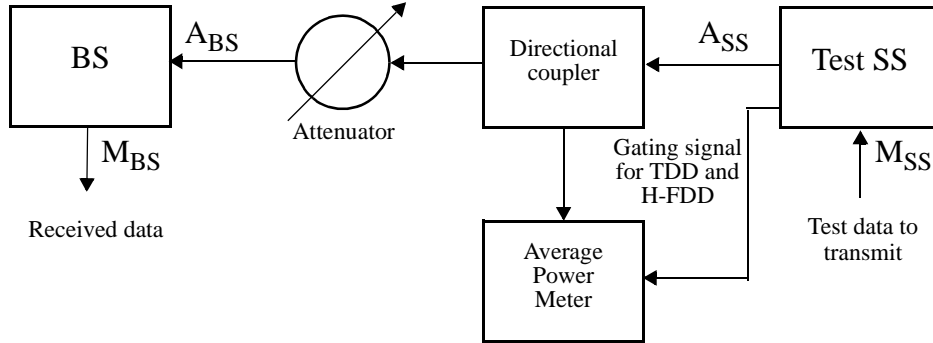 BS
A_BS
Attenuator
Directional
coupler
A_SS
Test SS
M_BS
Received data
Gating signal
for TDD and
H-FDD
M_SS
Test data to
transmit
Average
Power
Meter